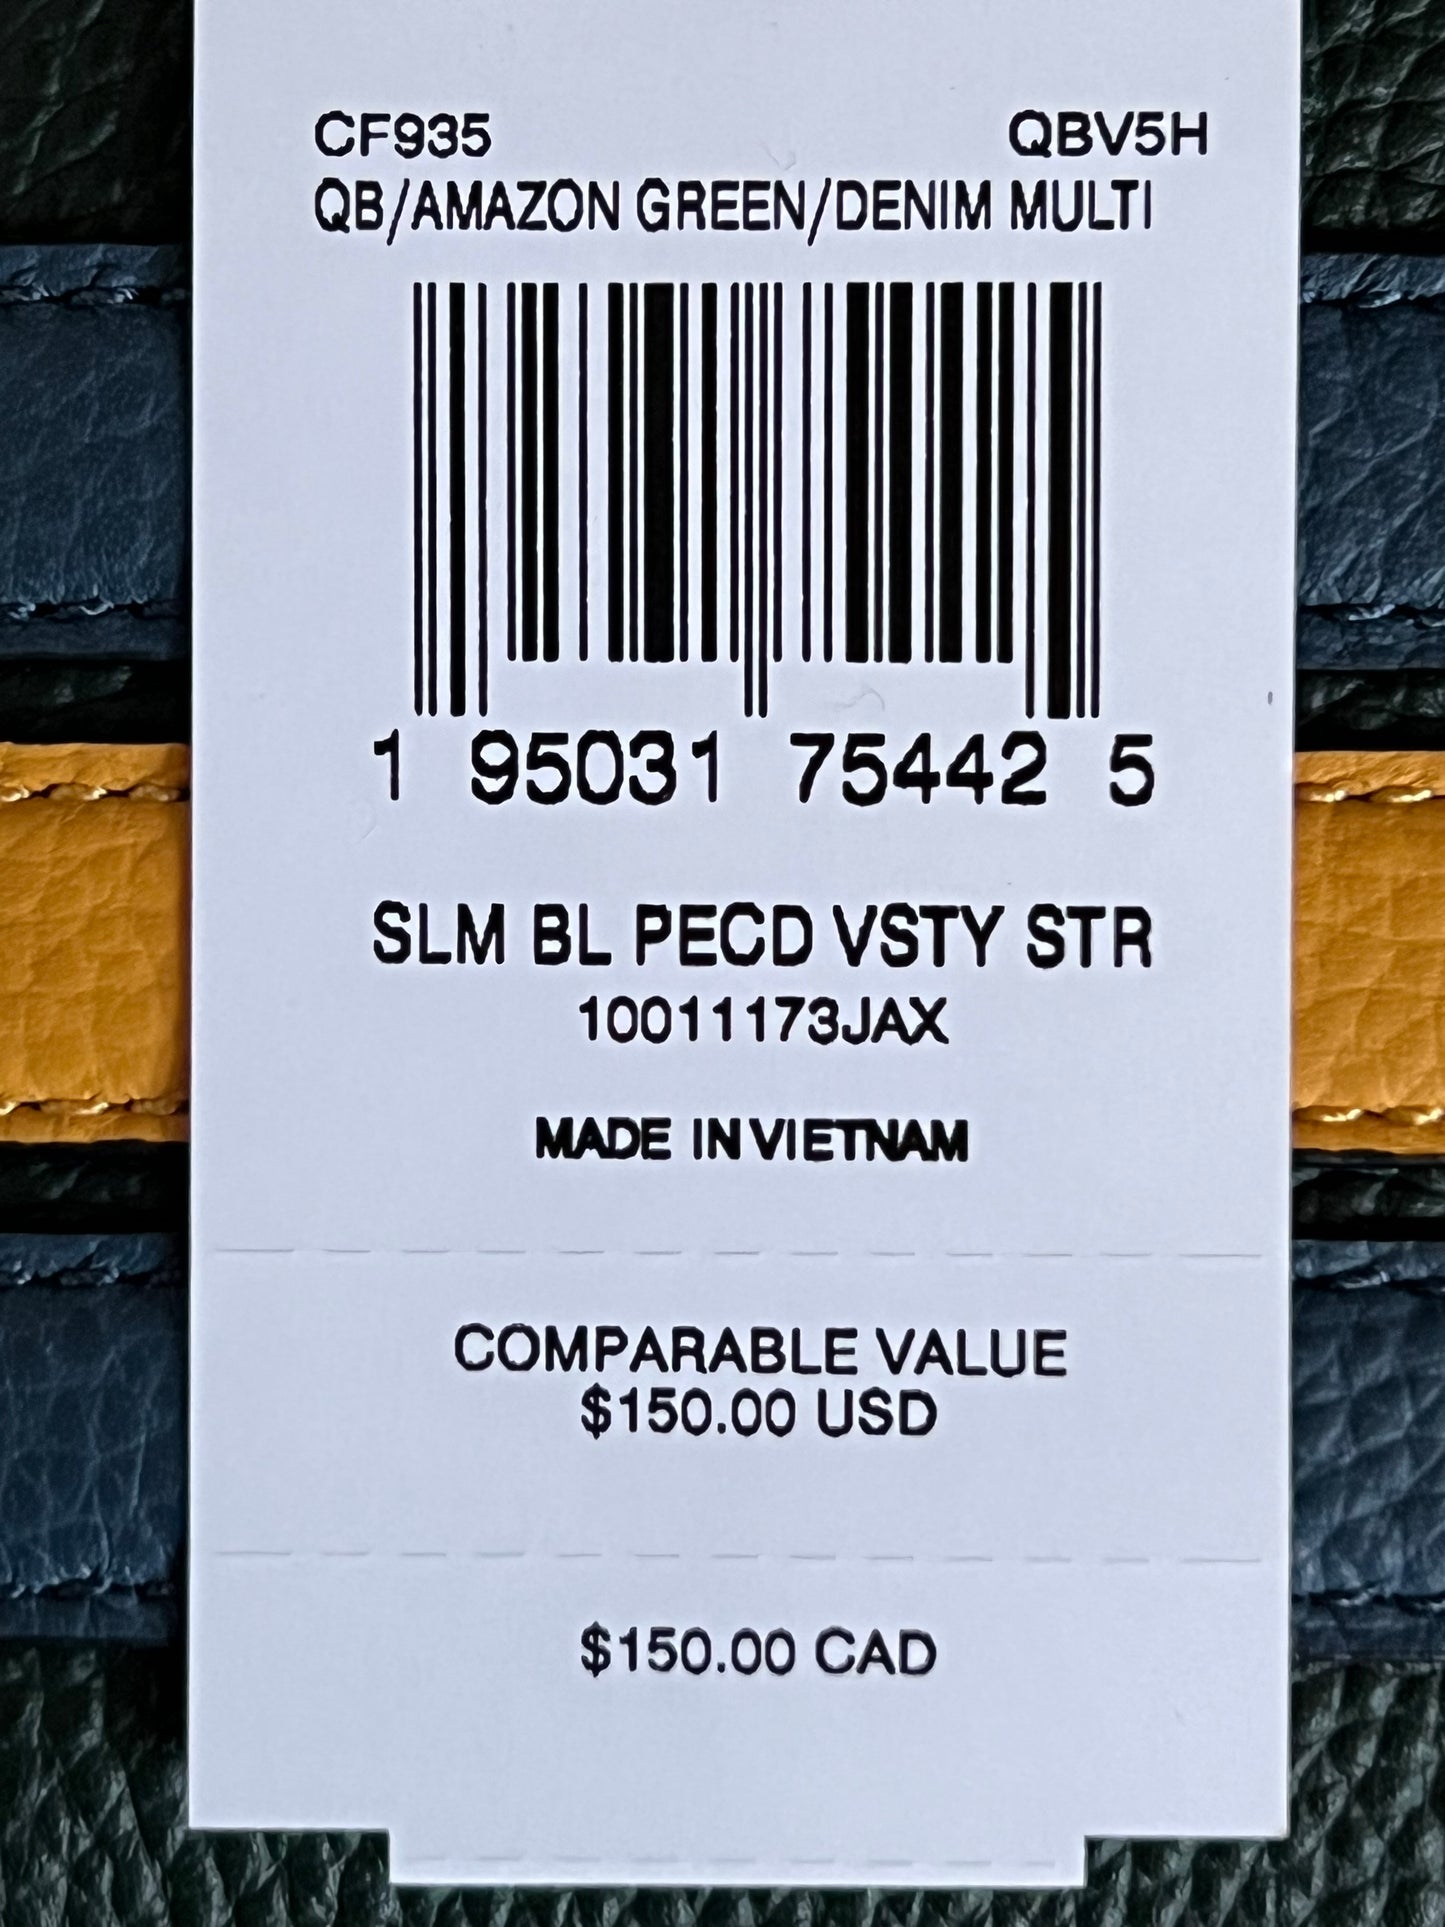 CF935 QBV5H
QB/AMAZON GREEN/DENIM MULTI
1 95031 75442 5
SLM BL PECD VSTY STR
10011173JAX
MADE IN VIETNAM
COMPARABLE VALUE
$150.00 USD
$150.00 CAD